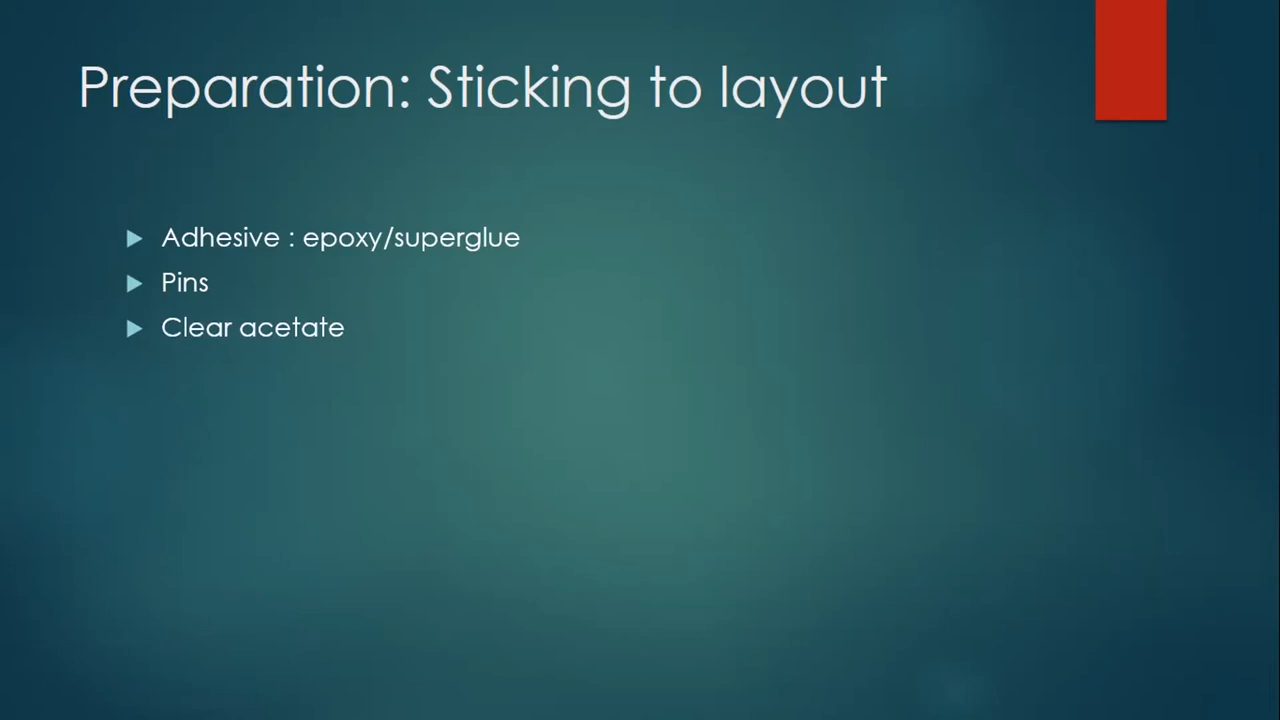 Preparation: Sticking to layout
Adhesive : epoxy/superglue
Pins
Clear acetate